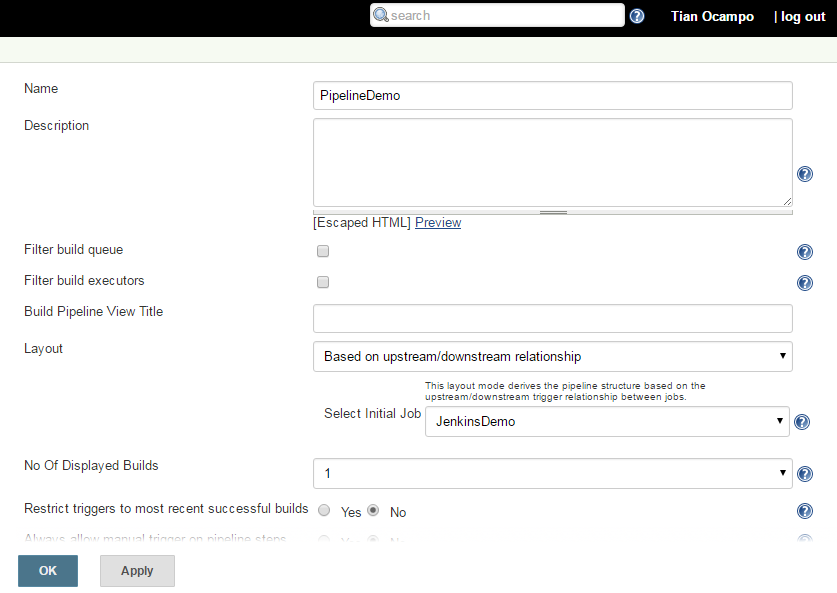 search ? Tian Ocampo | log out
Name PipelineDemo
Description
?
[Escaped HTML] Preview
Filter build queue ?
Filter build executors ?
Build Pipeline View Title
Layout Based on upstream/downstream relationship
This layout mode derives the pipeline structure based on the
upstream/downstream trigger relationship between jobs.
Select Initial Job JenkinsDemo ?
No Of Displayed Builds 1 ?
Restrict triggers to most recent successful builds Yes No ?
Always allow manual trigger on pipeline steps Yes No ?
OK Apply